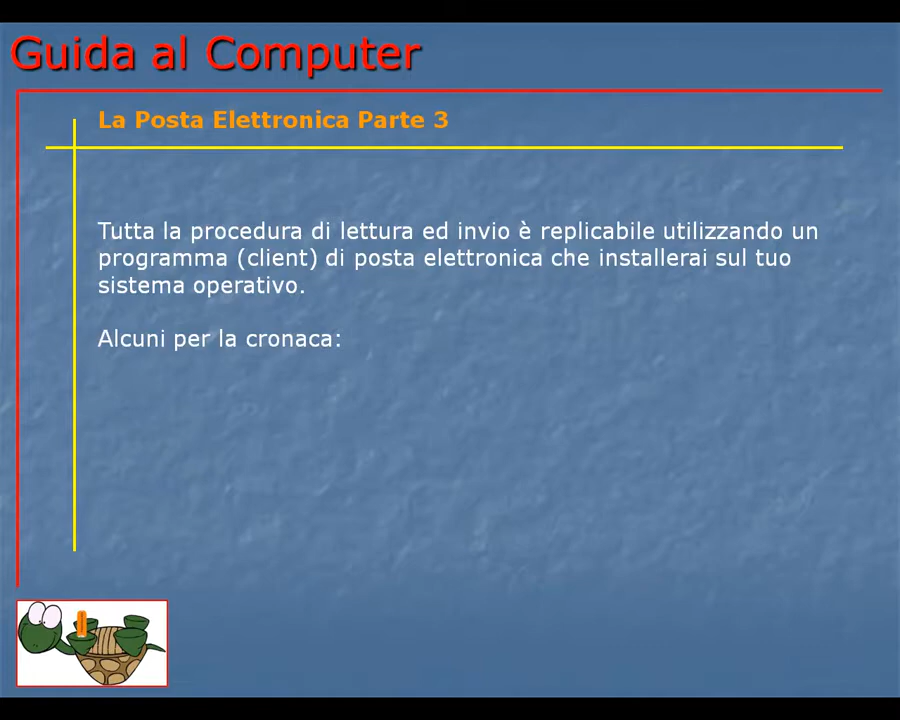 Guida al Computer
La Posta Elettronica Parte 3
Tutta la procedura di lettura ed invio è replicabile utilizzando un
programma (client) di posta elettronica che installerai sul tuo
sistema operativo.
Alcuni per la cronaca: